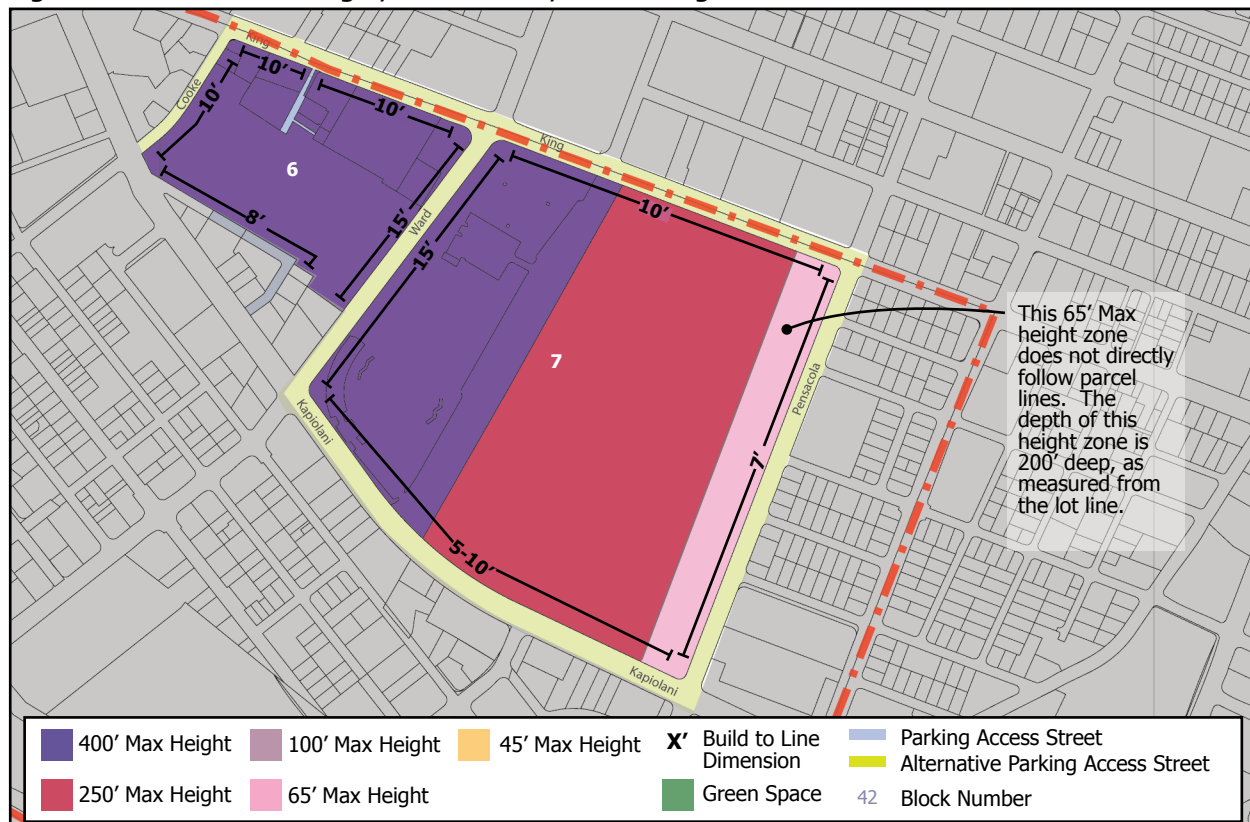 King
10'
Cooke
10'
10'
6
King
8'
15'
Ward
15'
10'
7
This 65' Max
height zone
does not directly
follow parcel
lines. The
depth of this
height zone is
200' deep, as
measured from
the lot line.
Pensacola
Kapiolani
7'
5-10'
Kapiolani
400' Max Height
100' Max Height
45' Max Height
X' Build to Line
Dimension
Parking Access Street
Alternative Parking Access Street
250' Max Height
65' Max Height
Green Space
42 Block Number